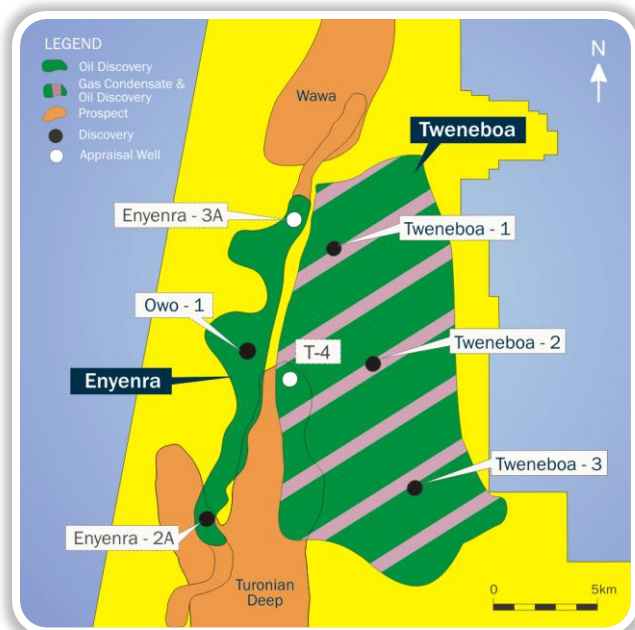 LEGEND
Oil Discovery
Gas Condensate &
Oil Discovery
Prospect
Discovery
Appraisal Well
N
Wawa
Tweneboa
Enyenra - 3A
Tweneboa - 1
Owo - 1
T-4
Tweneboa - 2
Enyenra
Tweneboa - 3
Enyenra - 2A
Turonian
Deep
0 5km